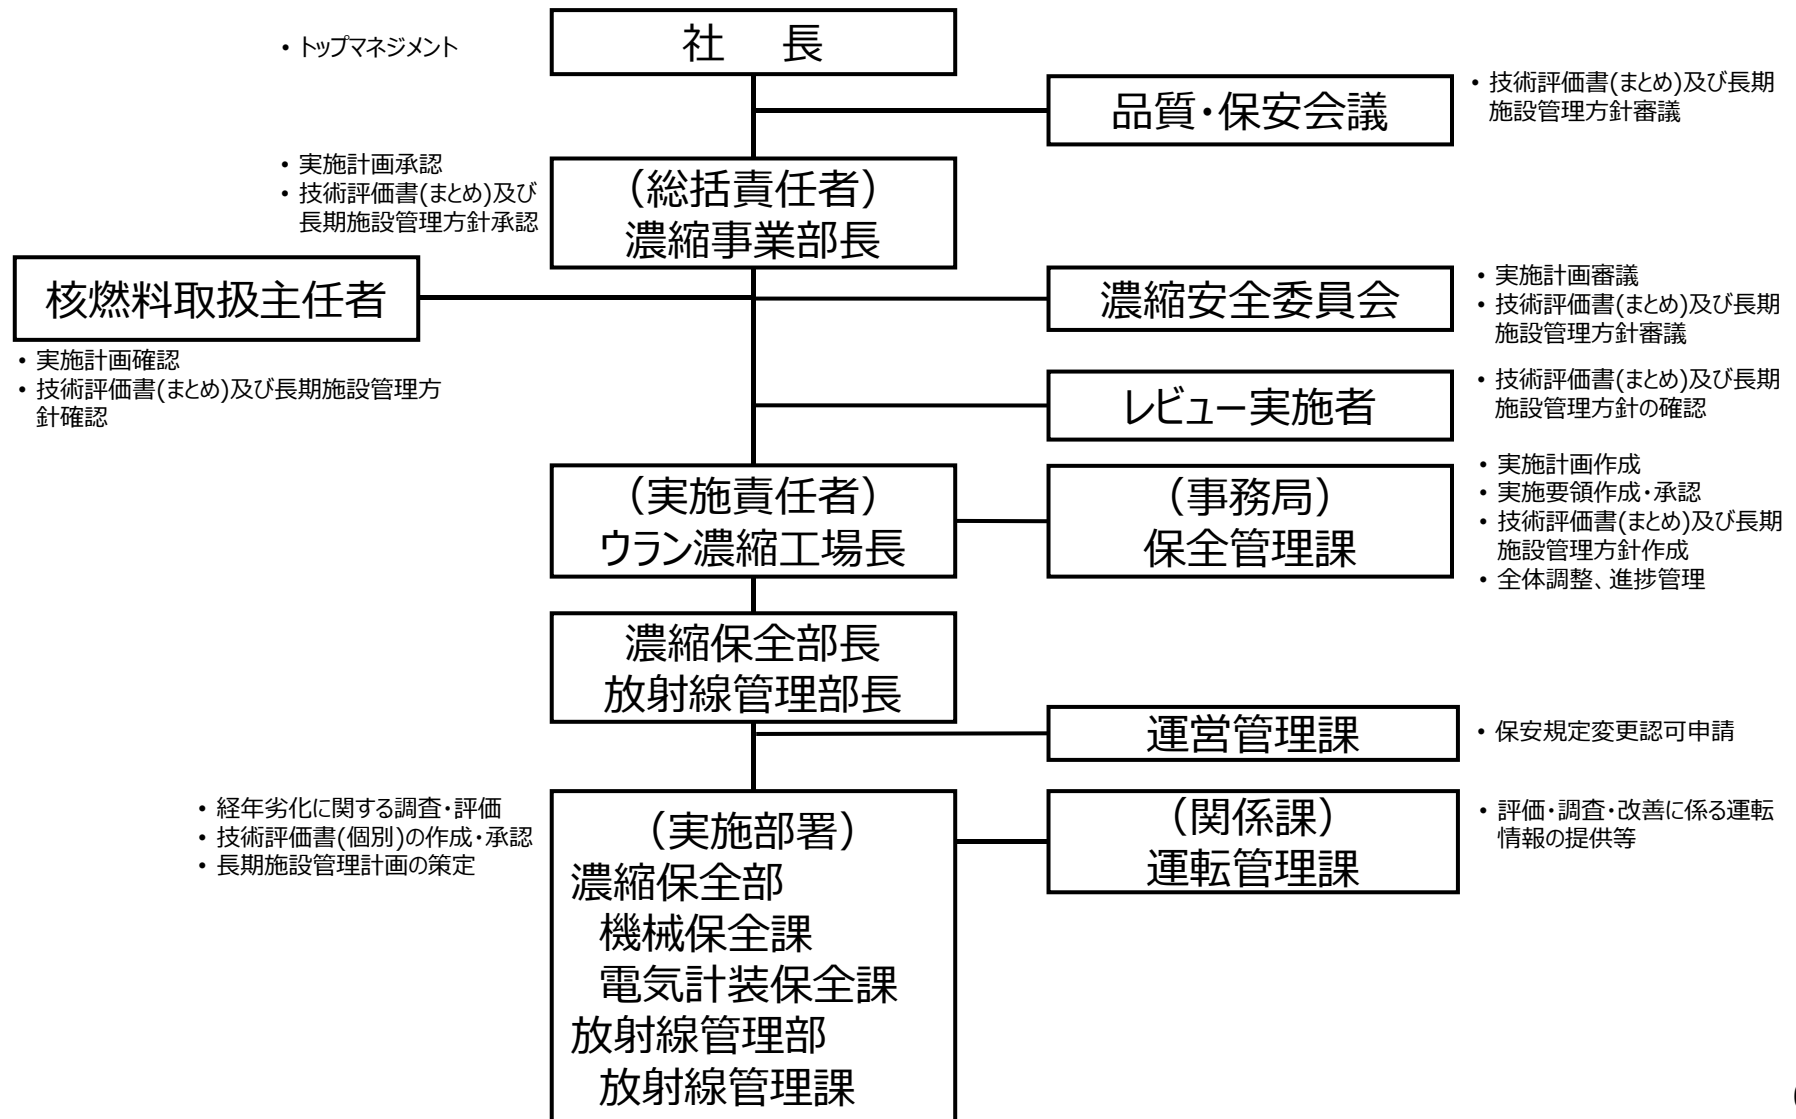 ・トップマネジメント
社　長
品質・保安会議
・技術評価書(まとめ)及び長期
施設管理方針審議
・実施計画承認
・技術評価書(まとめ)及び
長期施設管理方針承認
（総括責任者）
濃縮事業部長
核燃料取扱主任者
・実施計画確認
・技術評価書(まとめ)及び長期施設管理方
針確認
濃縮安全委員会
・実施計画審議
・技術評価書(まとめ)及び長期
施設管理方針審議
レビュー実施者
・技術評価書(まとめ)及び長期
施設管理方針の確認
（実施責任者）
ウラン濃縮工場長
（事務局）
保全管理課
・実施計画作成
・実施要領作成・承認
・技術評価書(まとめ)及び長期
施設管理方針作成
・全体調整、進捗管理
濃縮保全部長
放射線管理部長
運営管理課
・保安規定変更認可申請
・経年劣化に関する調査・評価
・技術評価書(個別)の作成・承認
・長期施設管理計画の策定
（実施部署）
濃縮保全部
機械保全課
電気計装保全課
放射線管理部
放射線管理課
（関係課）
運転管理課
・評価・調査・改善に係る運転
情報の提供等